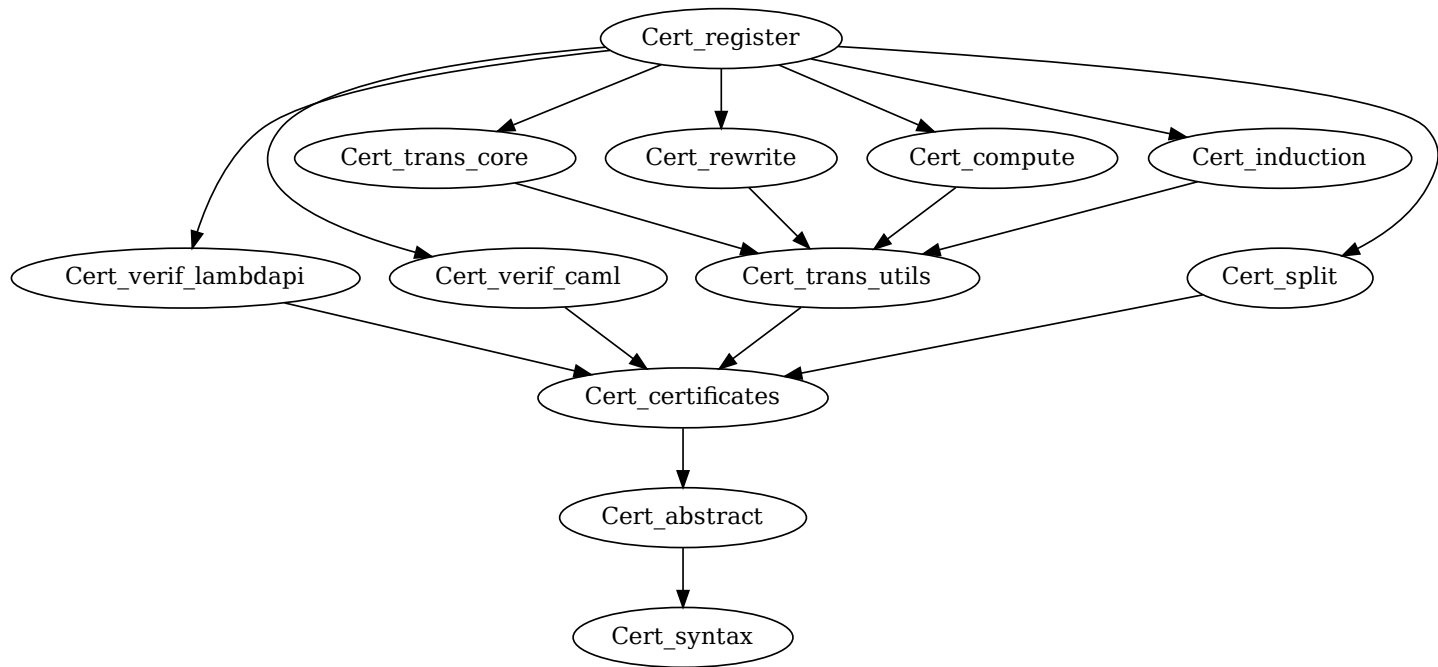 Cert_register
Cert_trans_core
Cert_rewrite
Cert_compute
Cert_induction
Cert_verif_lambdapi
Cert_verif_caml
Cert_trans_utils
Cert_split
Cert_certificates
Cert_abstract
Cert_syntax